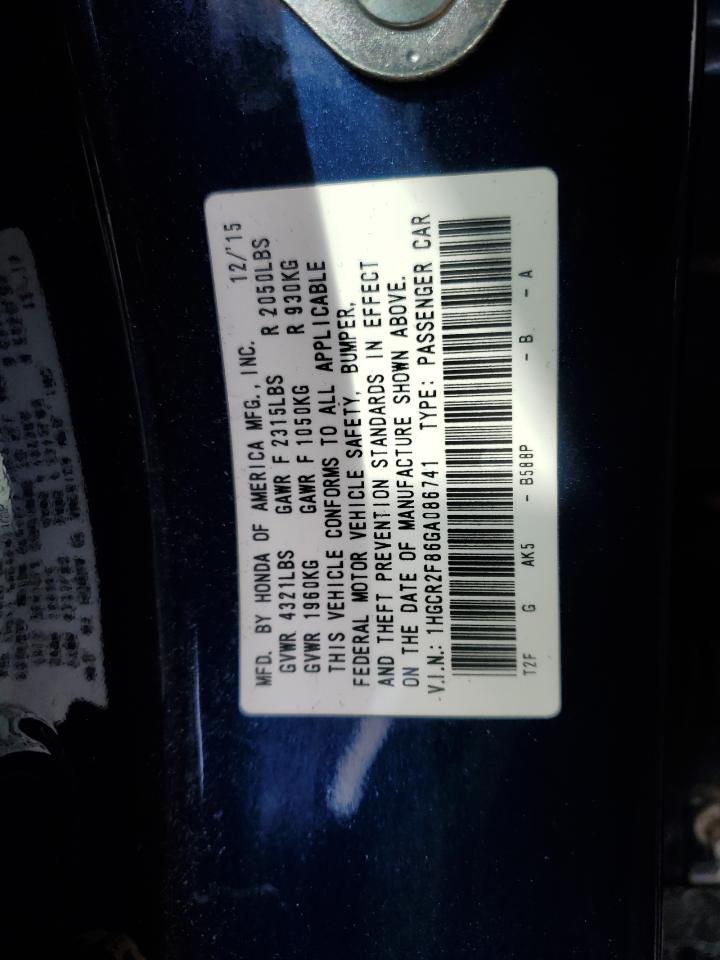 12/'15
MFD. BY HONDA OF AMERICA MFG., INC.
GVWR 4321LBS GAWR F 2315LBS R 2050LBS
GVWR 1960KG GAWR F 1050KG R 930KG
THIS VEHICLE CONFORMS TO ALL APPLICABLE
FEDERAL MOTOR VEHICLE SAFETY, BUMPER,
AND THEFT PREVENTION STANDARDS IN EFFECT
ON THE DATE OF MANUFACTURE SHOWN ABOVE.
V.I.N.: 1HGCR2F86GA086741 TYPE: PASSENGER CAR
T2F G AK5 - B588P - B - A